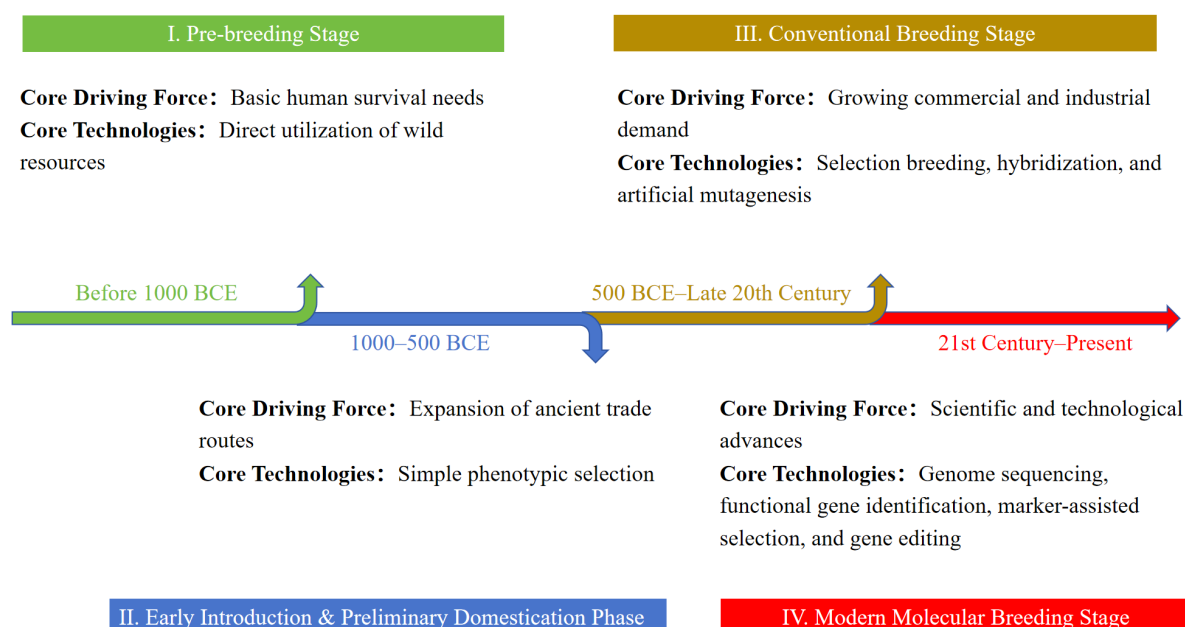 I. Pre-breeding Stage
Core Driving Force：Basic human survival needs
Core Technologies：Direct utilization of wild
resources
III. Conventional Breeding Stage
Core Driving Force：Growing commercial and industrial
demand
Core Technologies：Selection breeding, hybridization, and
artificial mutagenesis
Before 1000 BCE
1000–500 BCE
500 BCE–Late 20th Century
21st Century–Present
Core Driving Force：Expansion of ancient trade
routes
Core Technologies：Simple phenotypic selection
II. Early Introduction & Preliminary Domestication Phase
Core Driving Force：Scientific and technological
advances
Core Technologies：Genome sequencing,
functional gene identification, marker-assisted
selection, and gene editing
IV. Modern Molecular Breeding Stage